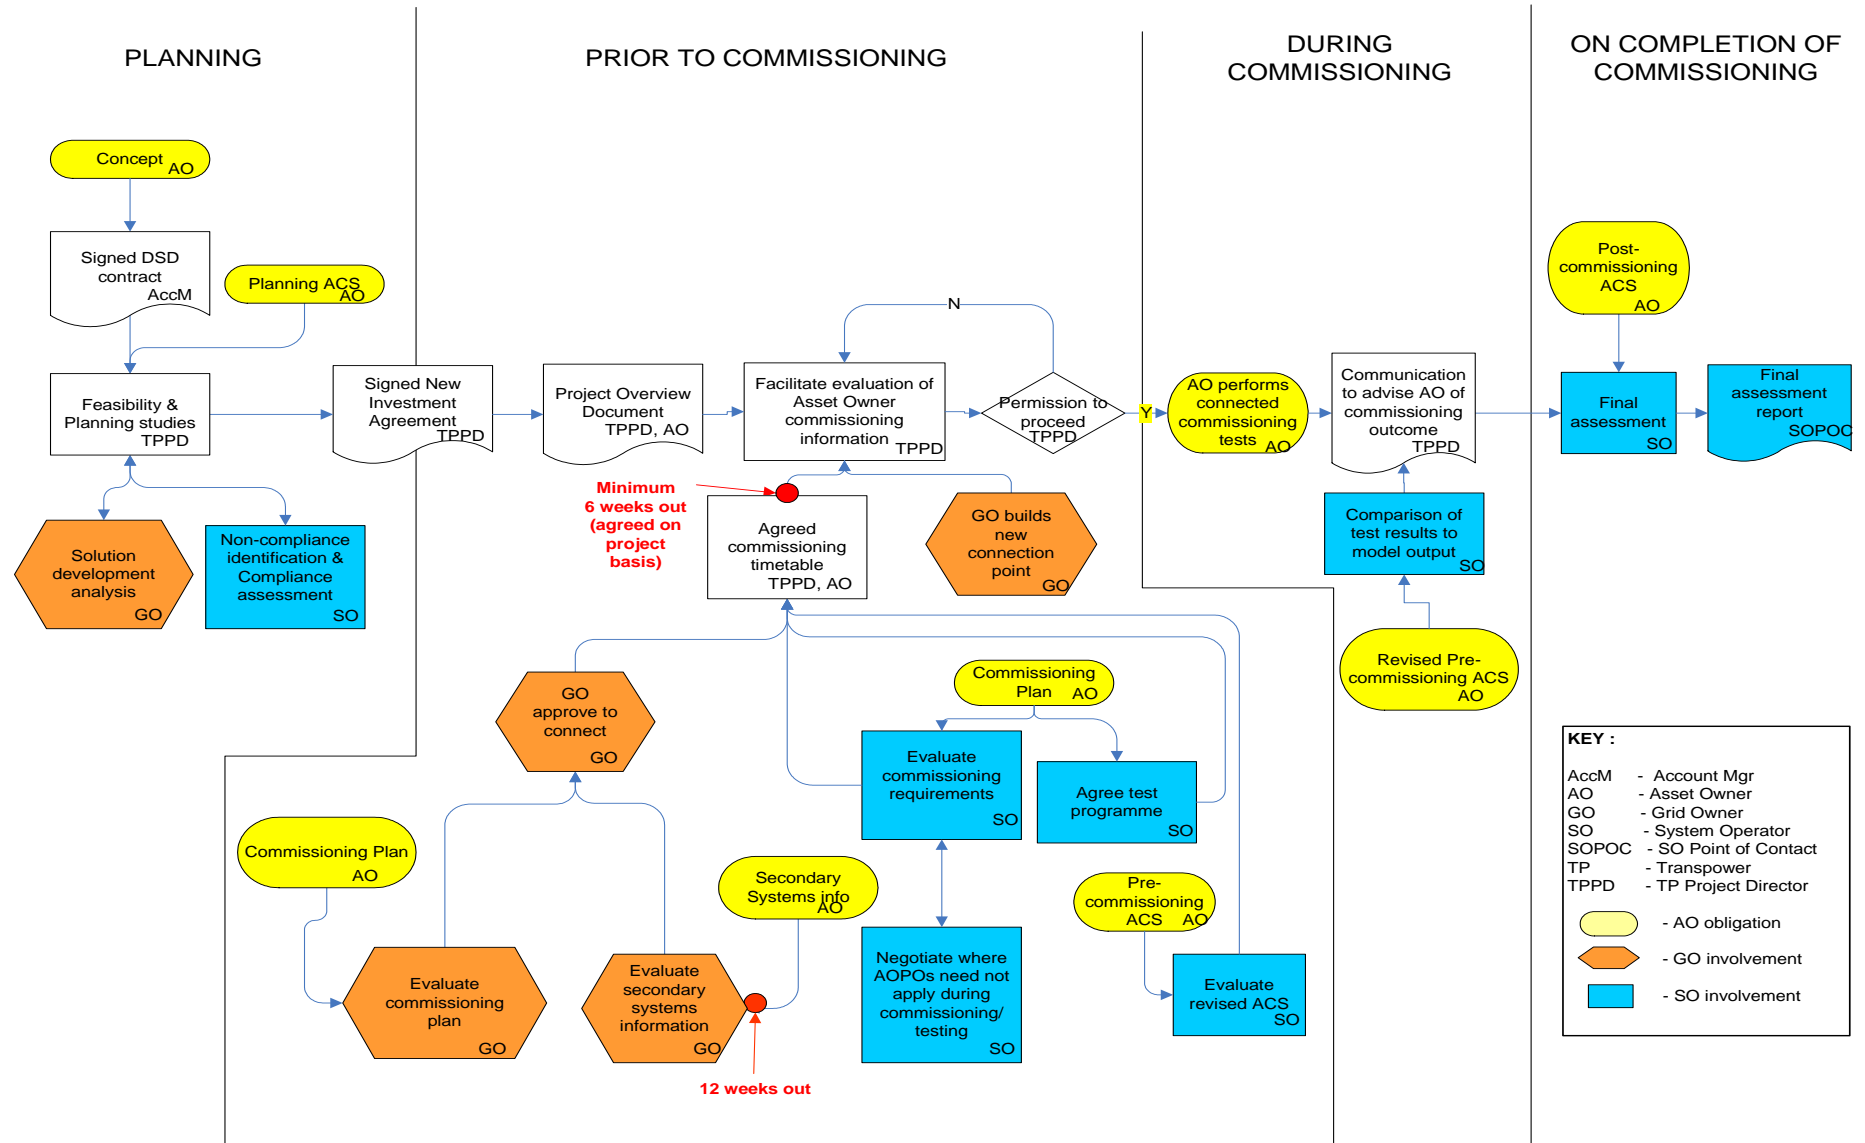 PLANNING
PRIOR TO COMMISSIONING
DURING
COMMISSIONING
ON COMPLETION OF
COMMISSIONING
Concept
AO
Signed DSD
contract
AccM
Planning ACS
AO
Feasibility &
Planning studies
TPPD
Solution
development
analysis
GO
Non-compliance
identification &
Compliance
assessment
SO
Signed New
Investment
Agreement
TPPD
Project Overview
Document
TPPD, AO
Facilitate evaluation of
Asset Owner
commissioning
information
TPPD
N
Permission to
proceed
TPPD
Y
Minimum
6 weeks out
(agreed on
project
basis)
Agreed
commissioning
timetable
TPPD, AO
GO builds
new
connection
point
GO
GO
approve to
connect
GO
Commissioning Plan
AO
Evaluate
commissioning
plan
GO
Evaluate
secondary
systems
information
GO
Secondary
Systems info
AO
12 weeks out
Commissioning
Plan AO
Evaluate
commissioning
requirements
SO
Agree test
programme
SO
Negotiate where
AOPOs need not
apply during
commissioning/
testing
SO
Pre-
commissioning
ACS AO
Evaluate
revised ACS
SO
AO performs
connected
commissioning
tests
AO
Communication
to advise AO of
commissioning
outcome
TPPD
Comparison of
test results to
model output
SO
Revised Pre-
commissioning ACS
AO
Post-
commissioning
ACS
AO
Final
assessment
SO
Final
assessment
report
SOPOC
KEY :
AccM - Account Mgr
AO - Asset Owner
GO - Grid Owner
SO - System Operator
SOPOC - SO Point of Contact
TP - Transpower
TPPD - TP Project Director
- AO obligation
- GO involvement
- SO involvement